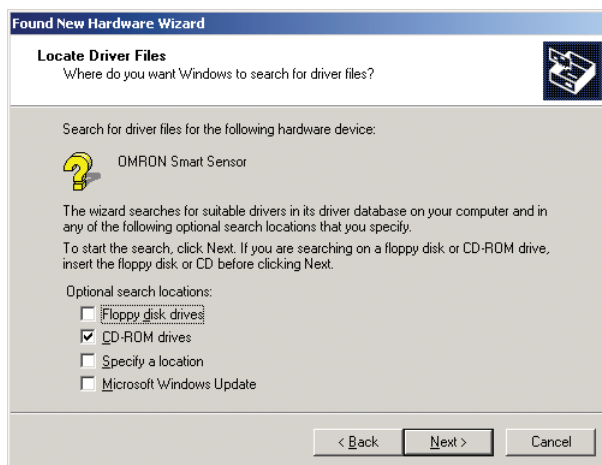 Found New Hardware Wizard
Locate Driver Files
Where do you want Windows to search for driver files?
Search for driver files for the following hardware device:
OMRON Smart Sensor
The wizard searches for suitable drivers in its driver database on your computer and in
any of the following optional search locations that you specify.
To start the search, click Next. If you are searching on a floppy disk or CD-ROM drive,
insert the floppy disk or CD before clicking Next.
Optional search locations:
Floppy disk drives
CD-ROM drives
Specify a location
Microsoft Windows Update
< Back Next > Cancel